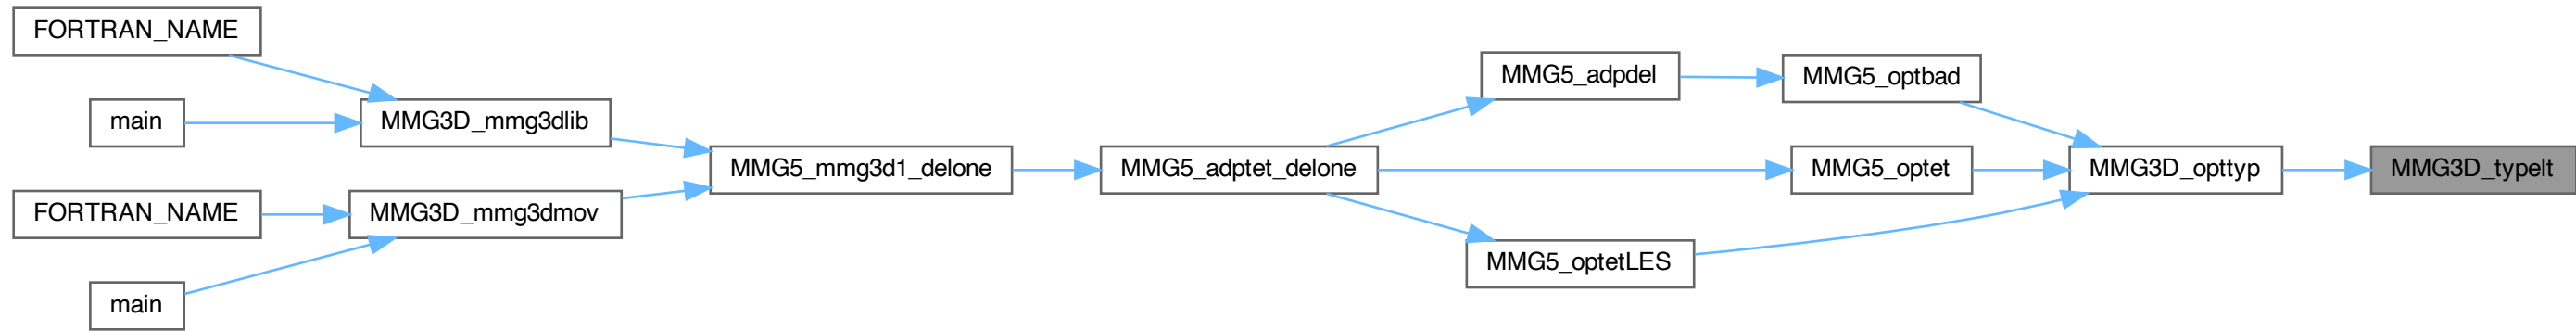 FORTRAN_NAME
main
MMG3D_mmg3dlib
FORTRAN_NAME
main
MMG3D_mmg3dmov
MMG5_mmg3d1_delone
MMG5_adptet_delone
MMG5_adpdel
MMG5_optbad
MMG5_optet
MMG5_optetLES
MMG3D_opttyp
MMG3D_typelt